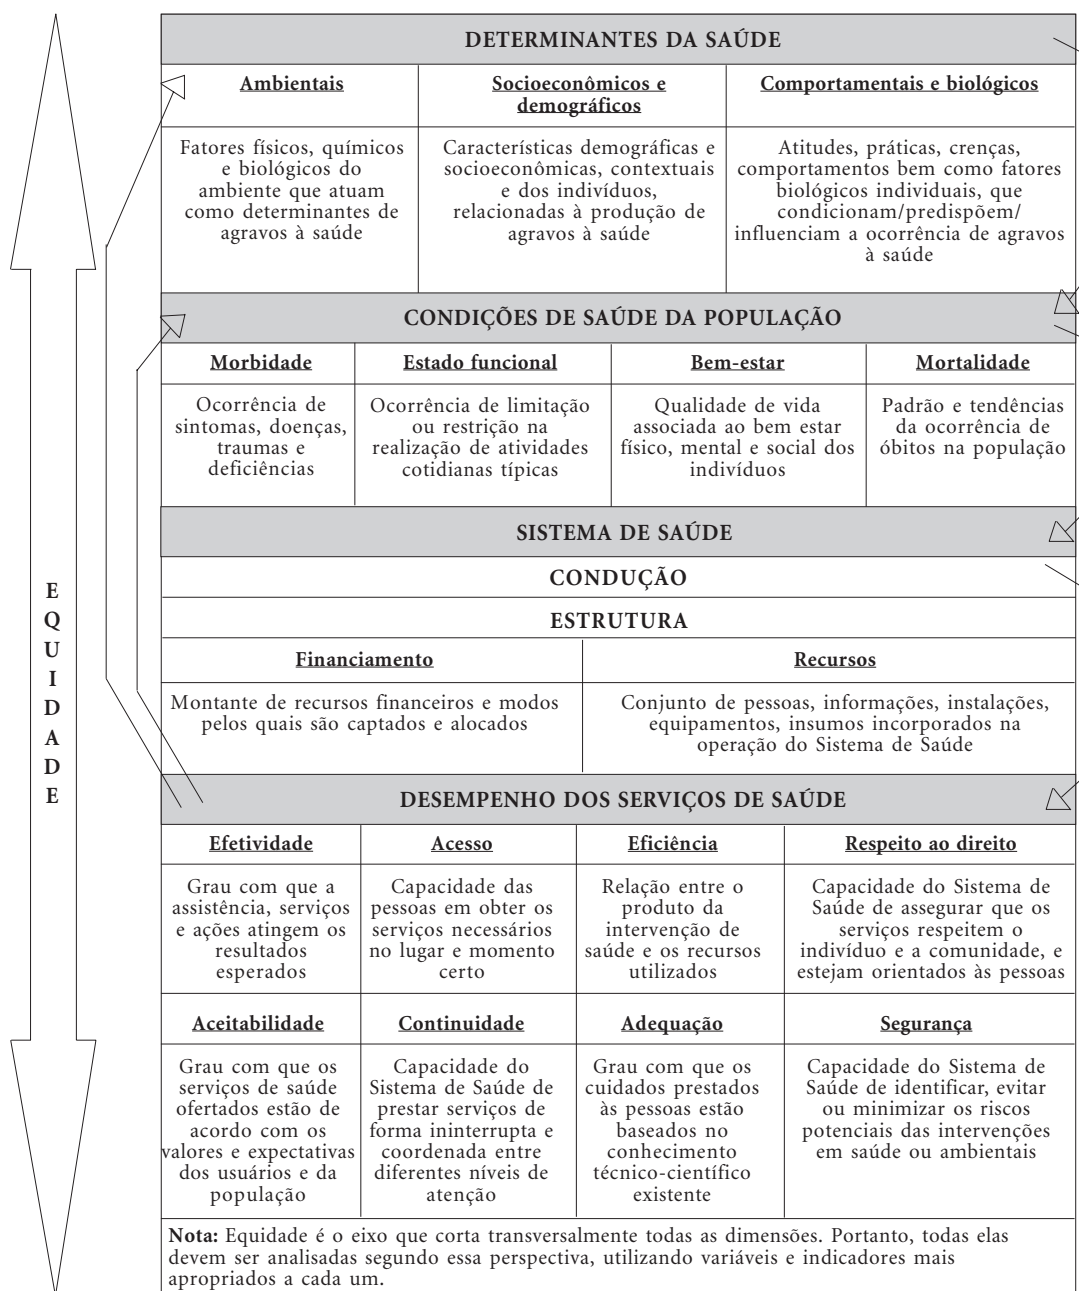 DETERMINANTES DA SAÚDE
Ambientais
Fatores físicos, químicos
e biológicos do
ambiente que atuam
como determinantes de
agravos à saúde
Socioeconômicos e
demográficos
Características demográficas e
socioeconômicas, contextuais
e dos indivíduos,
relacionadas à produção de
agravos à saúde
Comportamentais e biológicos
Atitudes, práticas, crenças,
comportamentos bem como fatores
biológicos individuais, que
condicionam/predispõem/
influenciam a ocorrência de agravos
à saúde
CONDIÇÕES DE SAÚDE DA POPULAÇÃO
Morbidade
Ocorrência de
sintomas, doenças,
traumas e
deficiências
Estado funcional
Ocorrência de limitação
ou restrição na
realização de atividades
cotidianas típicas
Bem-estar
Qualidade de vida
associada ao bem estar
físico, mental e social dos
indivíduos
Mortalidade
Padrão e tendências
da ocorrência de
óbitos na população
SISTEMA DE SAÚDE
CONDUÇÃO
ESTRUTURA
Financiamento
Montante de recursos financeiros e modos
pelos quais são captados e alocados
Recursos
Conjunto de pessoas, informações, instalações,
equipamentos, insumos incorporados na
operação do Sistema de Saúde
DESEMPENHO DOS SERVIÇOS DE SAÚDE
Efetividade
Grau com que a
assistência, serviços
e ações atingem os
resultados
esperados
Acesso
Capacidade das
pessoas em obter os
serviços necessários
no lugar e momento
certo
Eficiência
Relação entre o
produto da
intervenção de
saúde e os recursos
utilizados
Respeito ao direito
Capacidade do Sistema de
Saúde de assegurar que os
serviços respeitem o
indivíduo e a comunidade, e
estejam orientados às pessoas
Aceitabilidade
Grau com que os
serviços de saúde
ofertados estão de
acordo com os
valores e expectativas
dos usuários e da
população
Continuidade
Capacidade do
Sistema de Saúde de
prestar serviços de
forma ininterrupta e
coordenada entre
diferentes níveis de
atenção
Adequação
Grau com que os
cuidados prestados
às pessoas estão
baseados no
conhecimento
técnico-científico
existente
Segurança
Capacidade do Sistema de
Saúde de identificar, evitar
ou minimizar os riscos
potenciais das intervenções
em saúde ou ambientais
Nota: Equidade é o eixo que corta transversalmente todas as dimensões. Portanto, todas elas
devem ser analisadas segundo essa perspectiva, utilizando variáveis e indicadores mais
apropriados a cada um.
E
Q
U
I
D
A
D
E